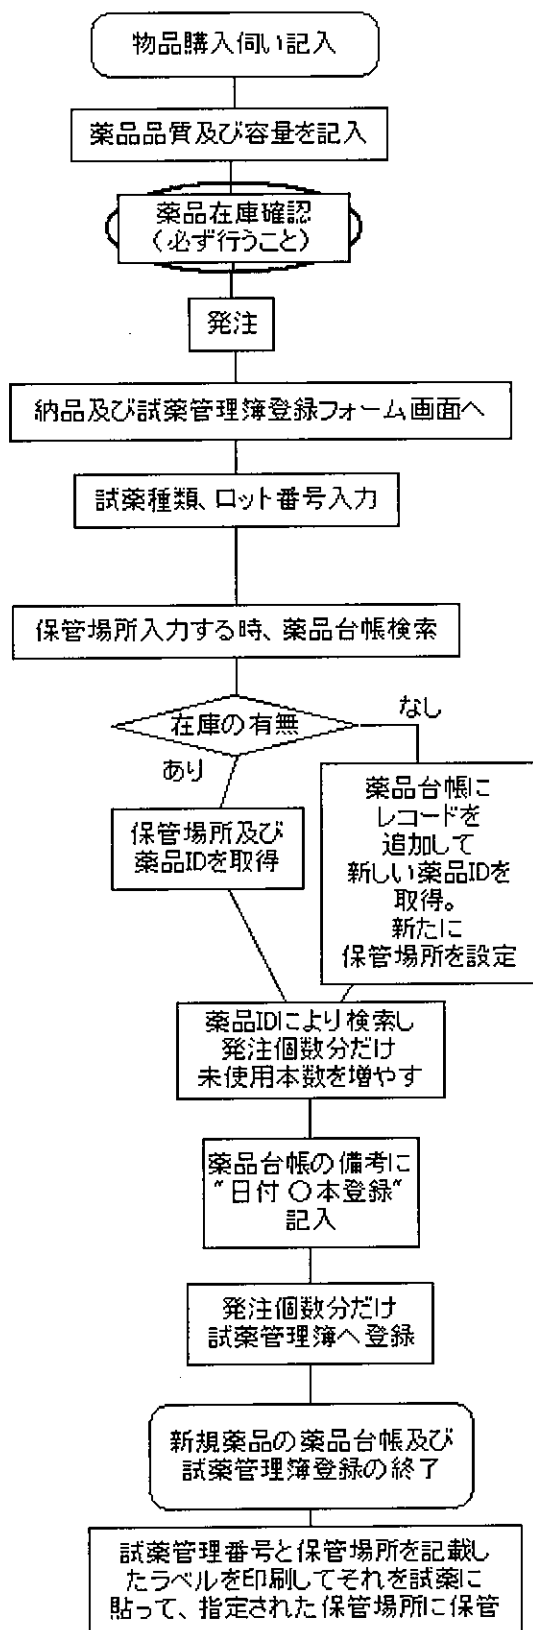 物品購入伺い記入
薬品品質及び容量を記入
薬品在庫確認
(必ず行うこと)
発注
納品及び試薬管理簿登録フォーム画面へ
試薬種類、ロット番号入力
保管場所入力する時、薬品台帳検索
在庫の有無
なし
あり
保管場所及び
薬品IDを取得
薬品台帳に
レコードを
追加して
新しい薬品IDを
取得。
新たに
保管場所を設定
薬品IDにより検索し
発注個数分だけ
未使用本数を増やす
薬品台帳の備考に
“日付 〇本登録”
記入
発注個数分だけ
試薬管理簿へ登録
新規薬品の薬品台帳及び
試薬管理簿登録の終了
試薬管理番号と保管場所を記載し
たラベルを印刷してそれを試薬に
貼って、指定された保管場所に保管